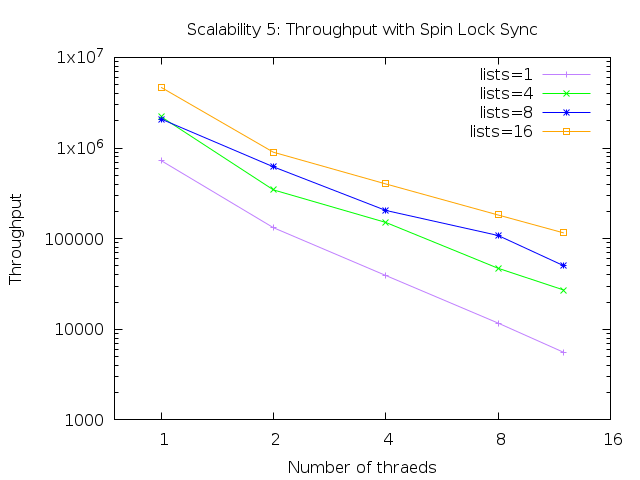 Scalability 5: Throughput with Spin Lock Sync
1x10^7
1x10^6
100000
10000
1000
Throughput
lists=1
lists=4
lists=8
lists=16
1 2 4 8 16
Number of thraeds